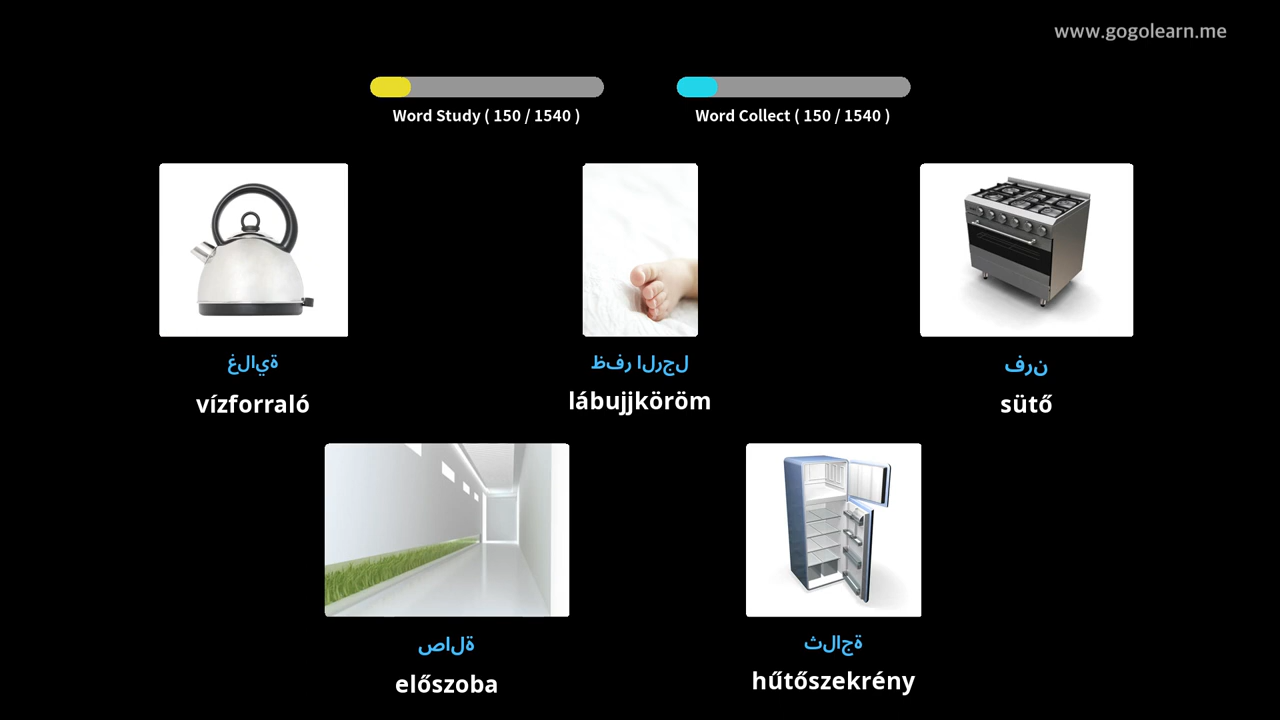 www.gogolearn.me
Word Study ( 150 / 1540 )
Word Collect ( 150 / 1540 )
غلاية
ظفر الرجل
فرن
vízforraló
lábujjköröm
sütő
صالة
ثلاجة
előszoba
hűtőszekrény